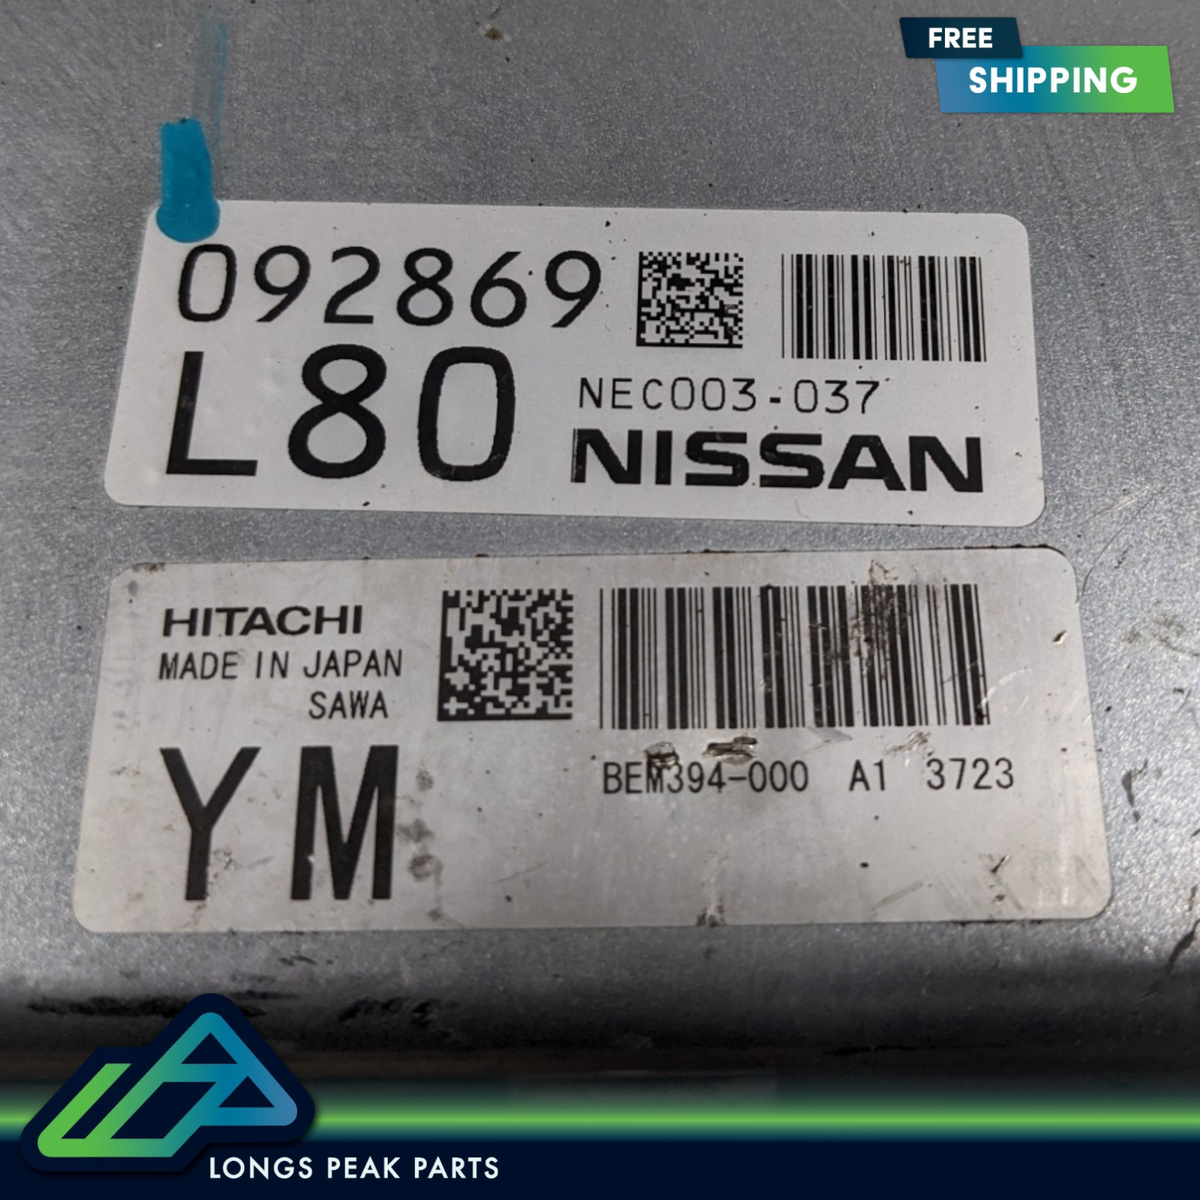 FREE
SHIPPING
092869
L80
NEC003-037
NISSAN
HITACHI
MADE IN JAPAN
SAWA
YM
BEM394-000 A1 3723
LONGS PEAK PARTS